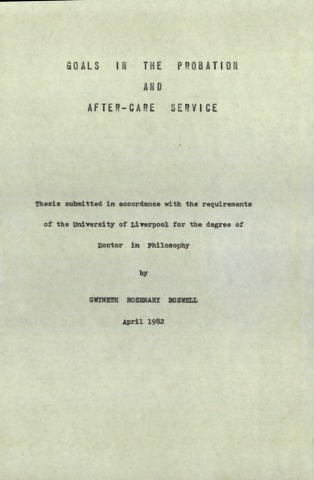 GOALS IN THE PROBATION
AND
AFTER-CARE SERVICE
Thesis submitted in accordance with the requirements
of the University of Liverpool for the degree of
Doctor in Philosophy
by
GWYNETH ROSEMARY BOSWELL
April 1982